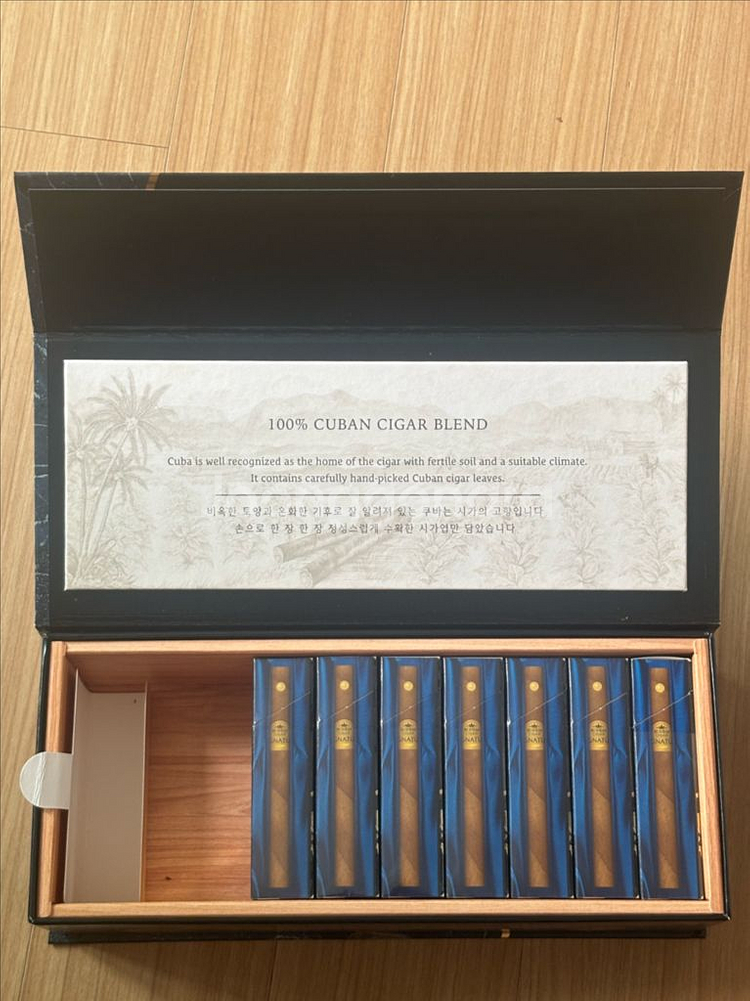 100% CUBAN CIGAR BLEND
Cuba is well recognized as the home of the cigar with fertile soil and a suitable climate.
It contains carefully hand-picked Cuban cigar leaves.
비옥한 토양과 온화한 기후로 잘 알려져 있는 쿠바는 시가의 고향입니다
손으로 한 장 한 장 정성스럽게 수확한 시가엽만 담았습니다